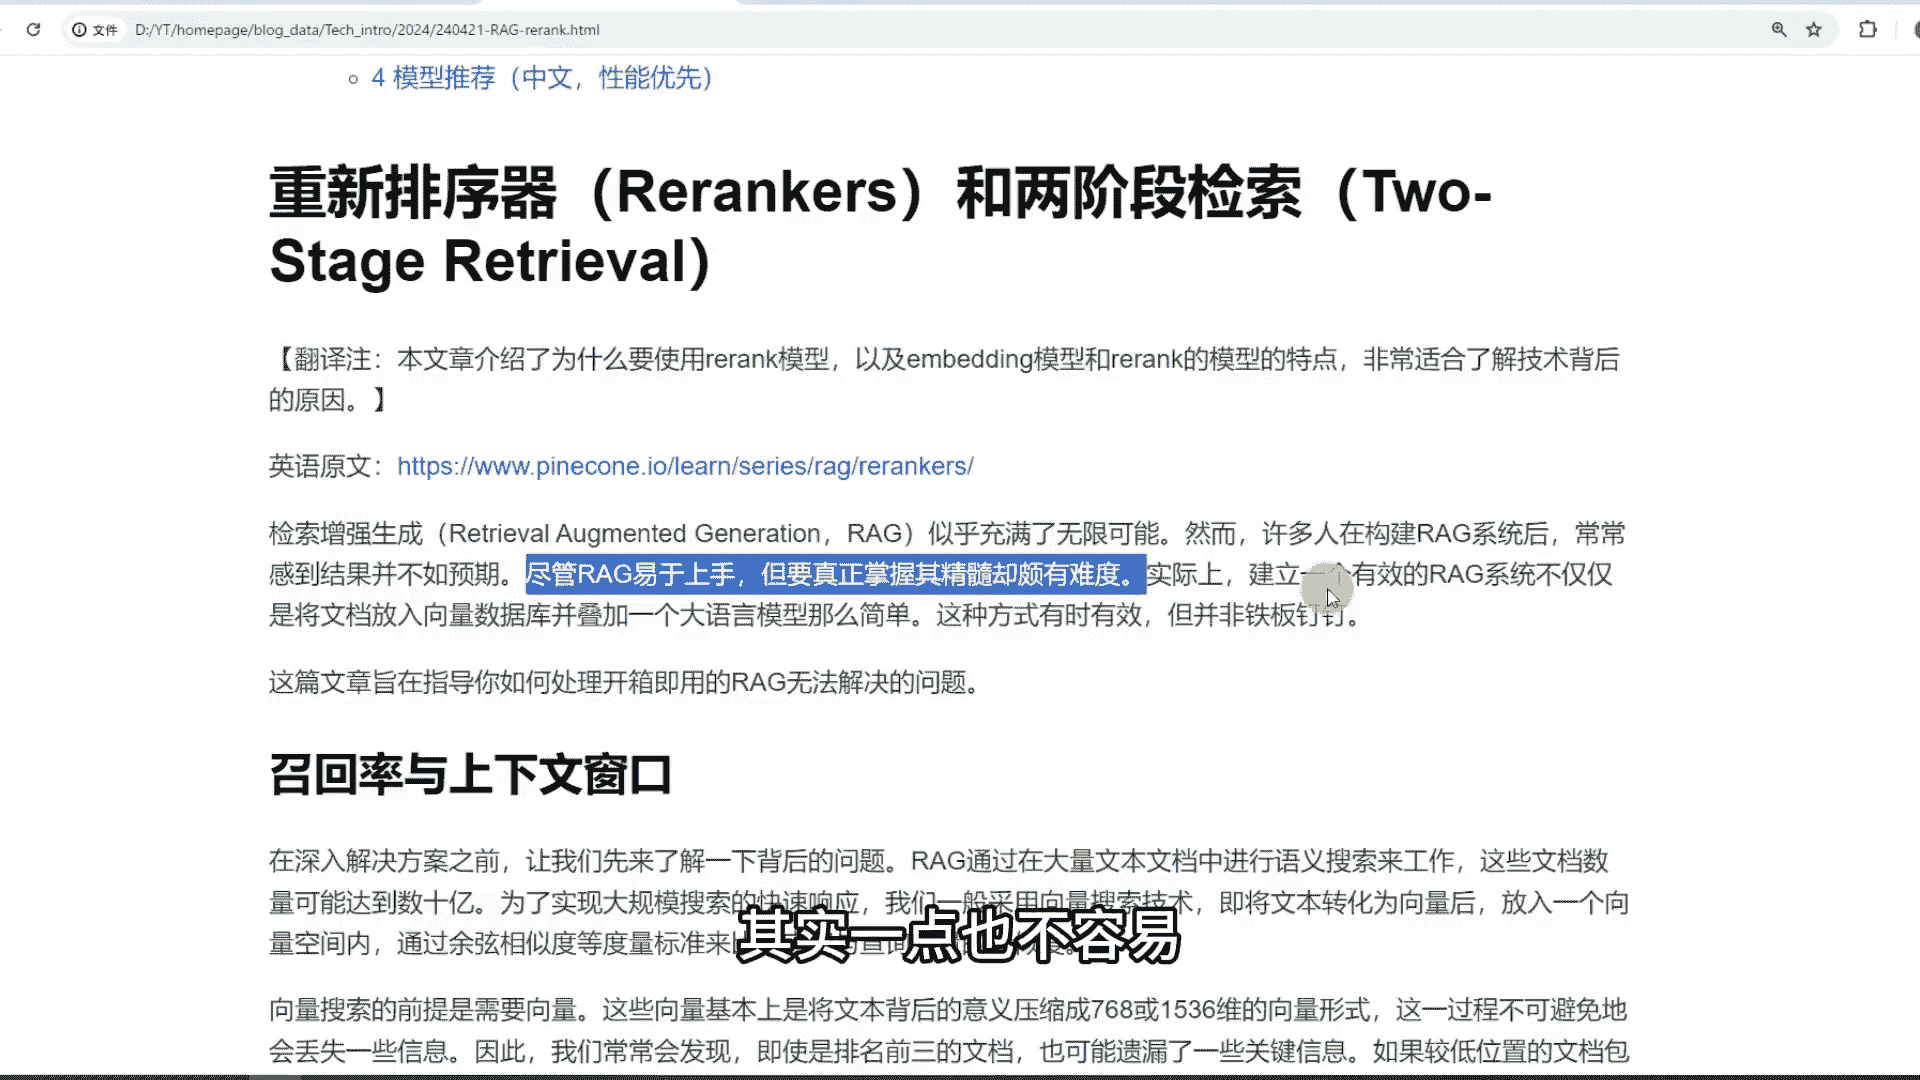 文件 D:/YT/homepage/blog_data/Tech_intro/2024/240421-RAG-rerank.html
4 模型推荐（中文，性能优先）
重新排序器（Rerankers）和两阶段检索（Two-
Stage Retrieval）
【翻译注：本文章介绍了为什么要使用rerank模型，以及embedding模型和rerank的模型的特点，非常适合了解技术背后
的原因。】
英语原文：https://www.pinecone.io/learn/series/rag/rerankers/
检索增强生成（Retrieval Augmented Generation，RAG）似乎充满了无限可能。然而，许多人在构建RAG系统后，常常
感到结果并不如预期。尽管RAG易于上手，但要真正掌握其精髓却颇有难度。实际上，建立一个有效的RAG系统不仅仅
是将文档放入向量数据库并叠加一个大语言模型那么简单。这种方式有时有效，但并非铁板钉钉。
这篇文章旨在指导你如何处理开箱即用的RAG无法解决的问题。
召回率与上下文窗口
在深入解决方案之前，让我们先来了解一下背后的问题。RAG通过在大量文本文档中进行语义搜索来工作，这些文档数
量可能达到数十亿。为了实现大规模搜索的快速响应，我们一般采用向量搜索技术，即将文本转化为向量后，放入一个向
量空间内，通过余弦相似度等度量标准来比
其实一点也不容易
向量搜索的前提是需要向量。这些向量基本上是将文本背后的意义压缩成768或1536维的向量形式，这一过程不可避免地
会丢失一些信息。因此，我们常常会发现，即使是排名前三的文档，也可能遗漏了一些关键信息。如果较低位置的文档包